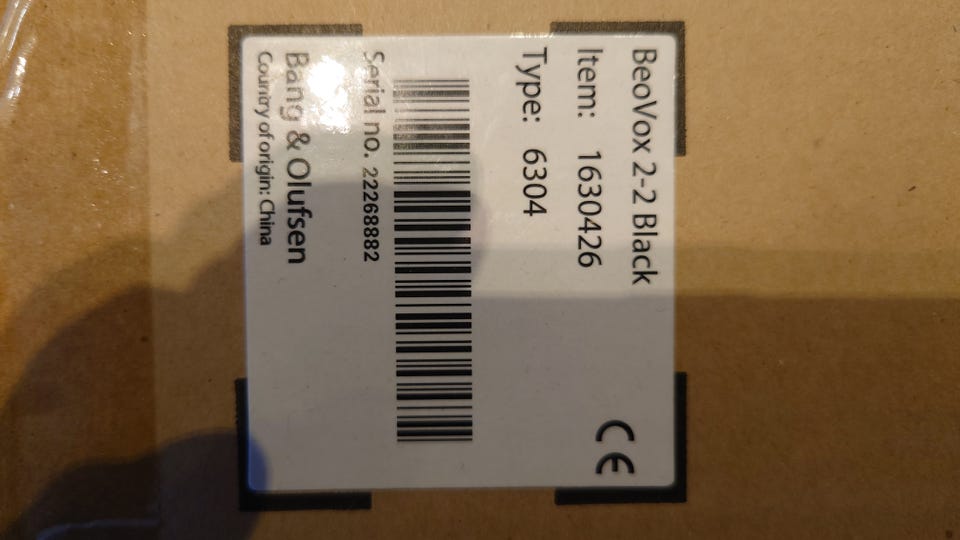 BeoVox 2-2 Black
Item: 1630426
Type: 6304
Serial no. 22268882
Bang & Olufsen
Country of origin: China
CE